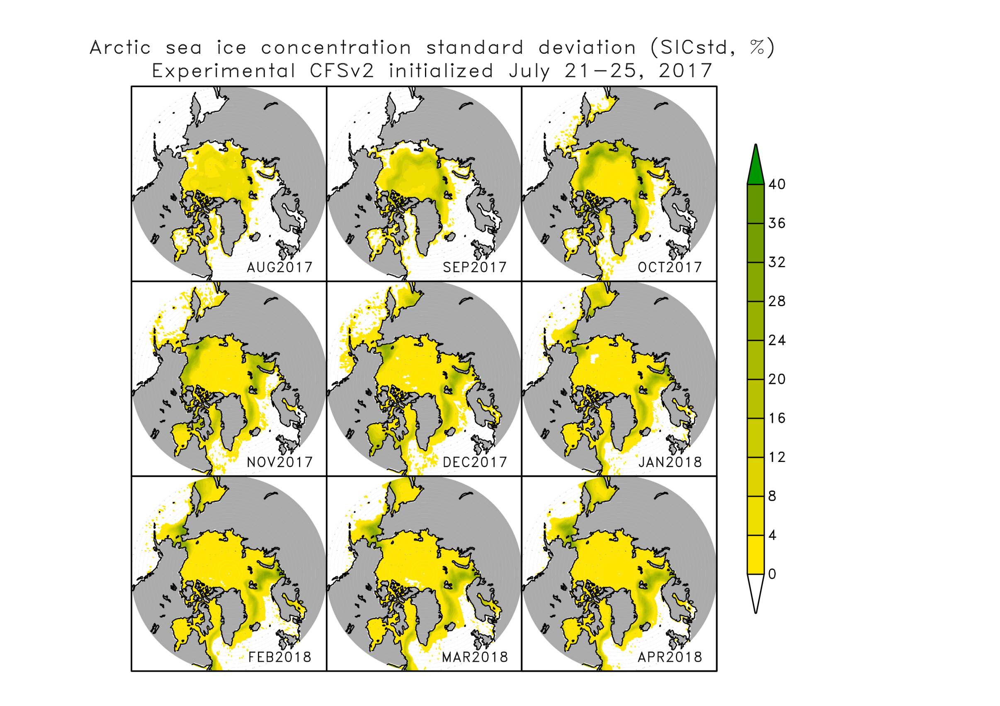 Arctic sea ice concentration standard deviation (SICstd, %)
Experimental CFSv2 initialized July 21-25, 2017
AUG2017
SEP2017
OCT2017
NOV2017
DEC2017
JAN2018
FEB2018
MAR2018
APR2018
40
36
32
28
24
20
16
12
8
4
0